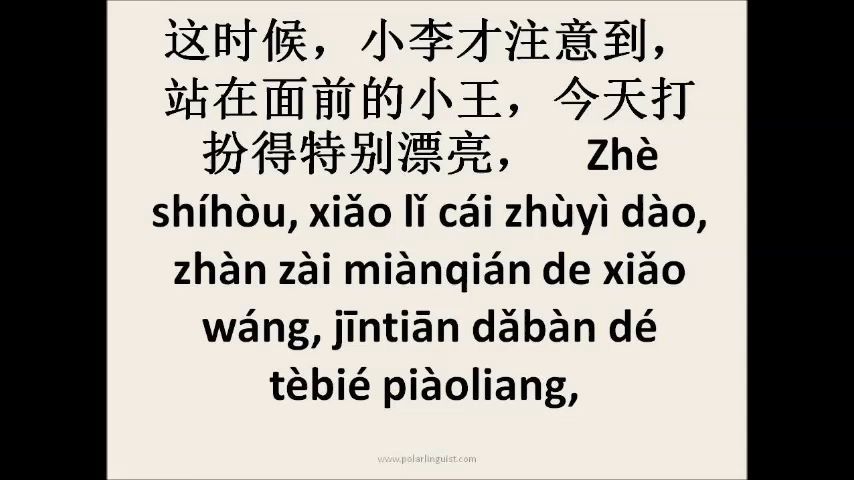 这时候，小李才注意到，
站在面前的小王，今天打
扮得特别漂亮， Zhè
shíhòu, xiǎo lǐ cái zhùyì dào,
zhàn zài miànqián de xiǎo
wáng, jīntiān dǎbàn dé
tèbié piàoliang,
www.polarlinguist.com